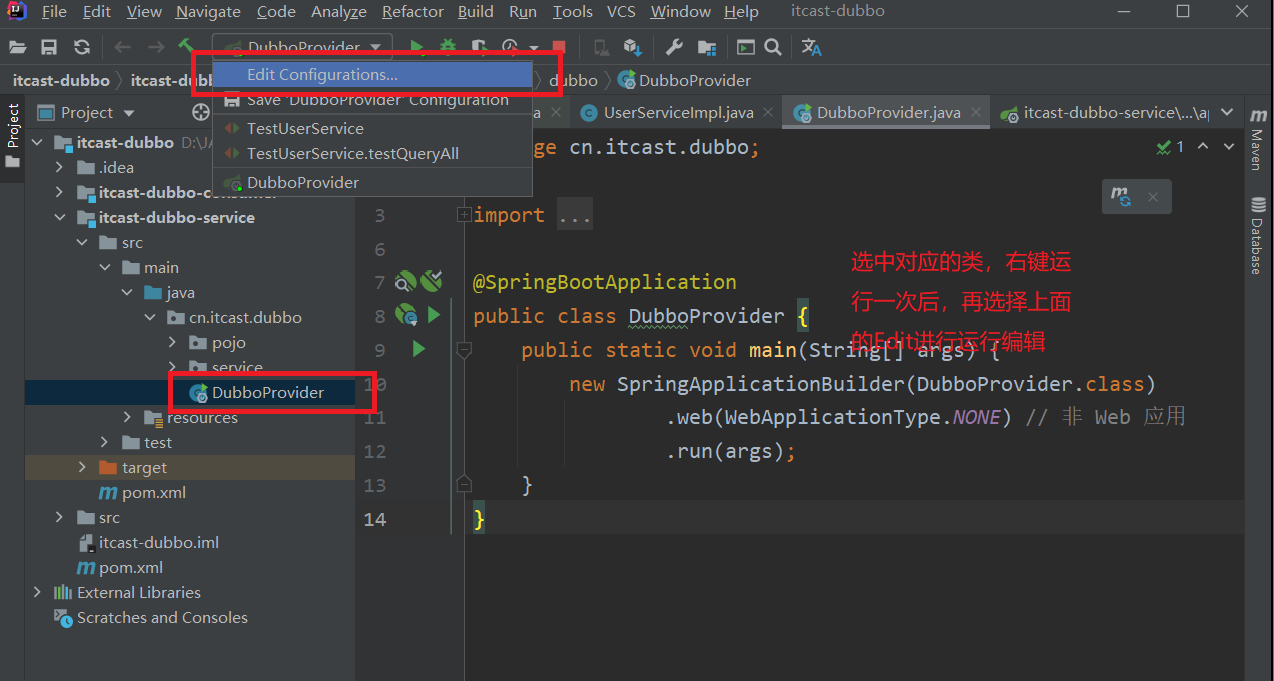 File Edit View Navigate Code Analyze Refactor Build Run Tools VCS Window Help itcast-dubbo
DubboProvider
itcast-dubbo
dubbo
DubboProvider
Edit Configurations...
Save 'DubboProvider' Configuration
TestUserService
TestUserService.testQueryAll
DubboProvider
Project
UserServiceImpl.java
DubboProvider.java
itcast-dubbo-service\...\a
Project
itcast-dubbo
.idea
itcast-dubbo-consumer
itcast-dubbo-service
src
main
java
cn.itcast.dubbo
pojo
service
DubboProvider
resources
test
target
pom.xml
src
itcast-dubbo.iml
pom.xml
External Libraries
Scratches and Consoles
cn.itcast.dubbo;
1
3 import ...
6
7 @SpringBootApplication
8 public class DubboProvider {
9 public static void main(String[] args) {
10 new SpringApplicationBuilder(DubboProvider.class)
11 .web(WebApplicationType.NONE) // 非 Web 应用
12 .run(args);
13 }
14 }
选中对应的类，右键运
行一次后，再选择上面
的Edit进行运行编辑
Maven
Database